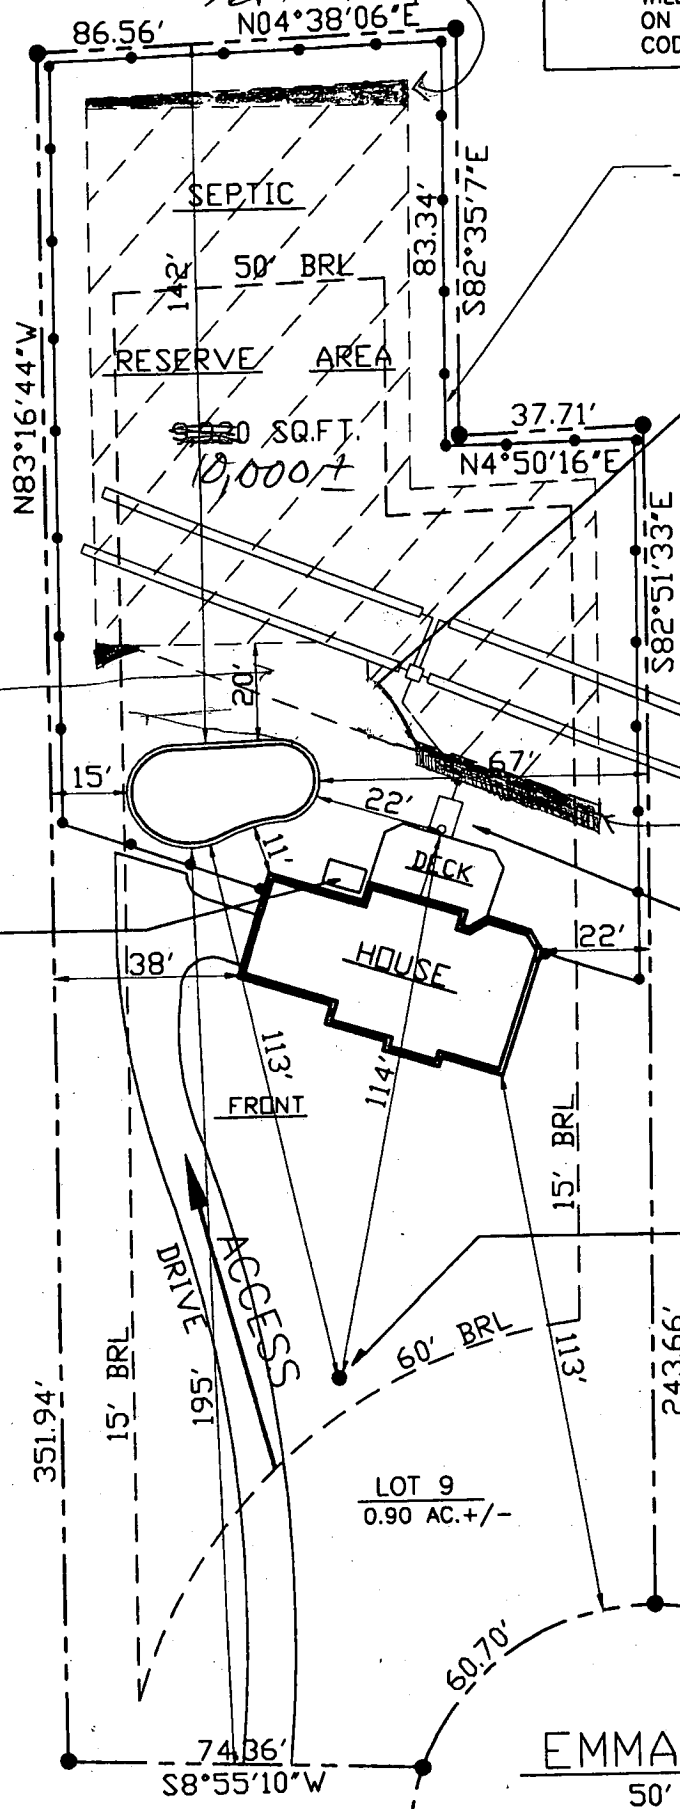 86.56' N04°38'06"E
ON
COD
SEPTIC
83.34'
S82°35'7"E
142'
50' BRL
N83°16'44"W
RESERVE AREA
9,920 SQ.FT.
10,000 ±
37.71'
N4°50'16"E
S82°51'33"E
20'
15'
67'
22'
11'
DECK
HOUSE
22'
38'
113'
114'
FRONT
15' BRL
ACCESS
DRIVE
60' BRL
113'
15' BRL
195'
351.94'
243.66'
LOT 9
0.90 AC.+/-
60.70'
74.36'
S8°55'10"W
EMMA
50'